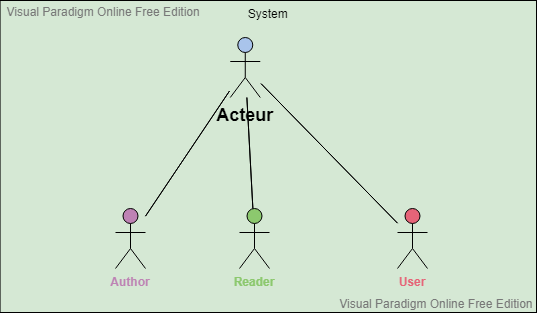 Visual Paradigm Online Free Edition
System
Acteur
Author
Reader
User
Visual Paradigm Online Free Edition